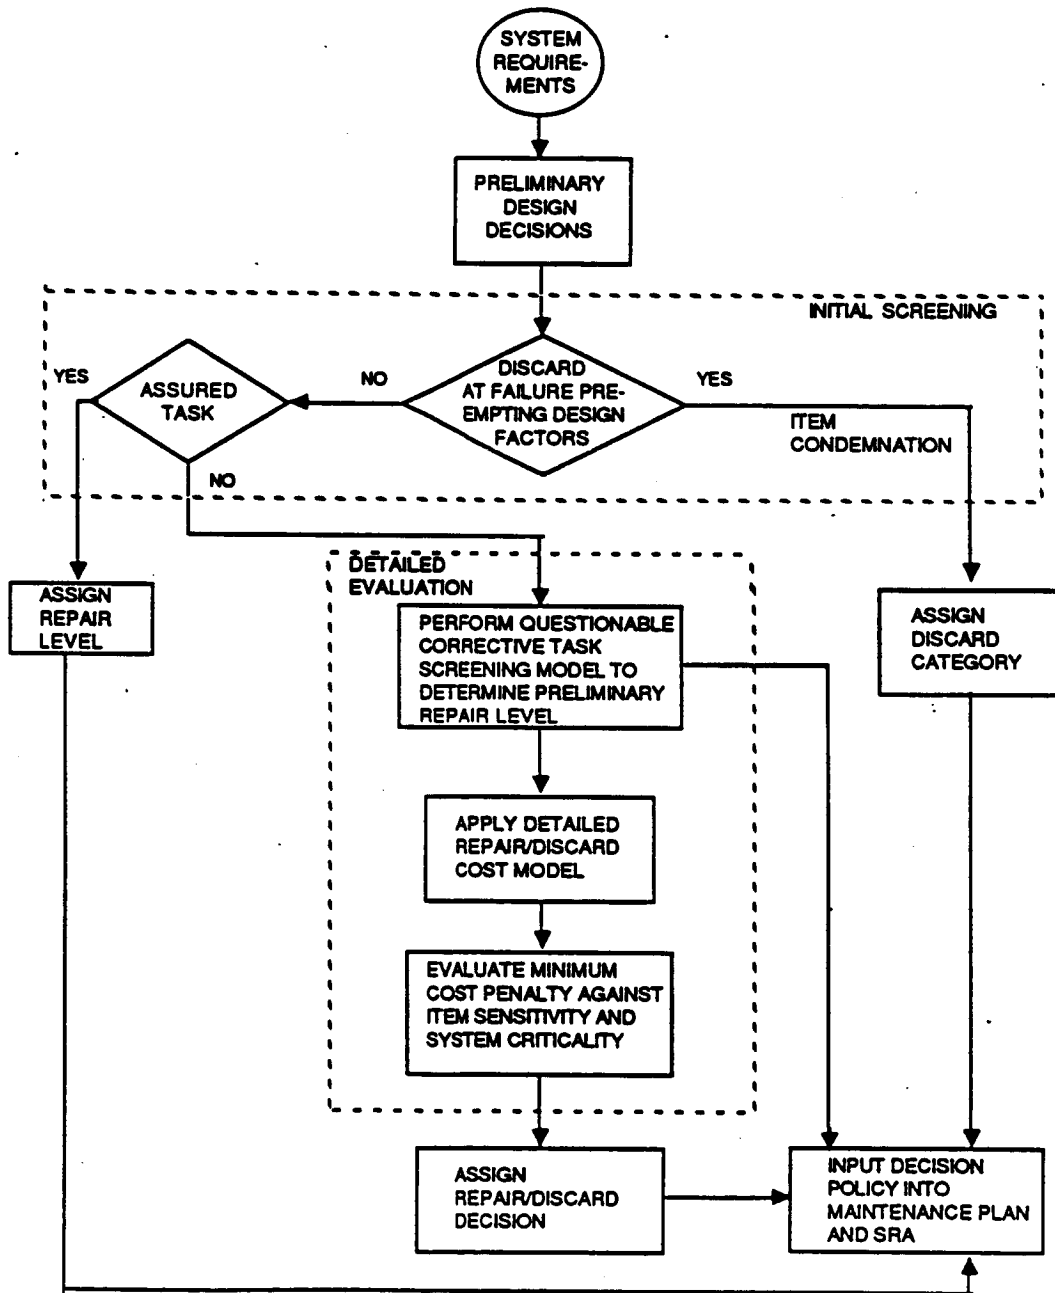 SYSTEM
REQUIRE-
MENTS
PRELIMINARY
DESIGN
DECISIONS
INITIAL SCREENING
YES
ASSURED
TASK
NO
DISCARD
AT FAILURE PRE-
EMPTING DESIGN
FACTORS
YES
ITEM
CONDEMNATION
NO
DETAILED
EVALUATION
ASSIGN
REPAIR
LEVEL
PERFORM QUESTIONABLE
CORRECTIVE TASK
SCREENING MODEL TO
DETERMINE PRELIMINARY
REPAIR LEVEL
ASSIGN
DISCARD
CATEGORY
APPLY DETAILED
REPAIR/DISCARD
COST MODEL
EVALUATE MINIMUM
COST PENALTY AGAINST
ITEM SENSITIVITY AND
SYSTEM CRITICALITY
ASSIGN
REPAIR/DISCARD
DECISION
INPUT DECISION
POLICY INTO
MAINTENANCE PLAN
AND SRA